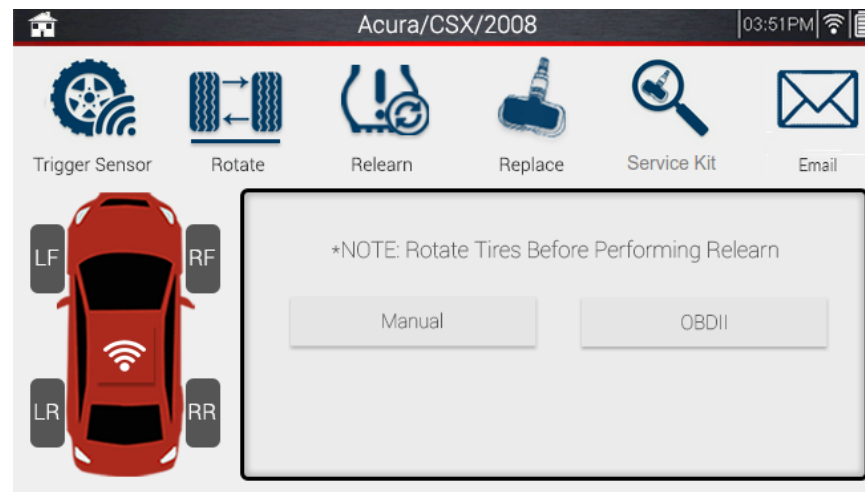 Acura/CSX/2008
03:51PM
Trigger Sensor
Rotate
Relearn
Replace
Service Kit
Email
LF
RF
*NOTE: Rotate Tires Before Performing Relearn
Manual
OBDII
LR
RR